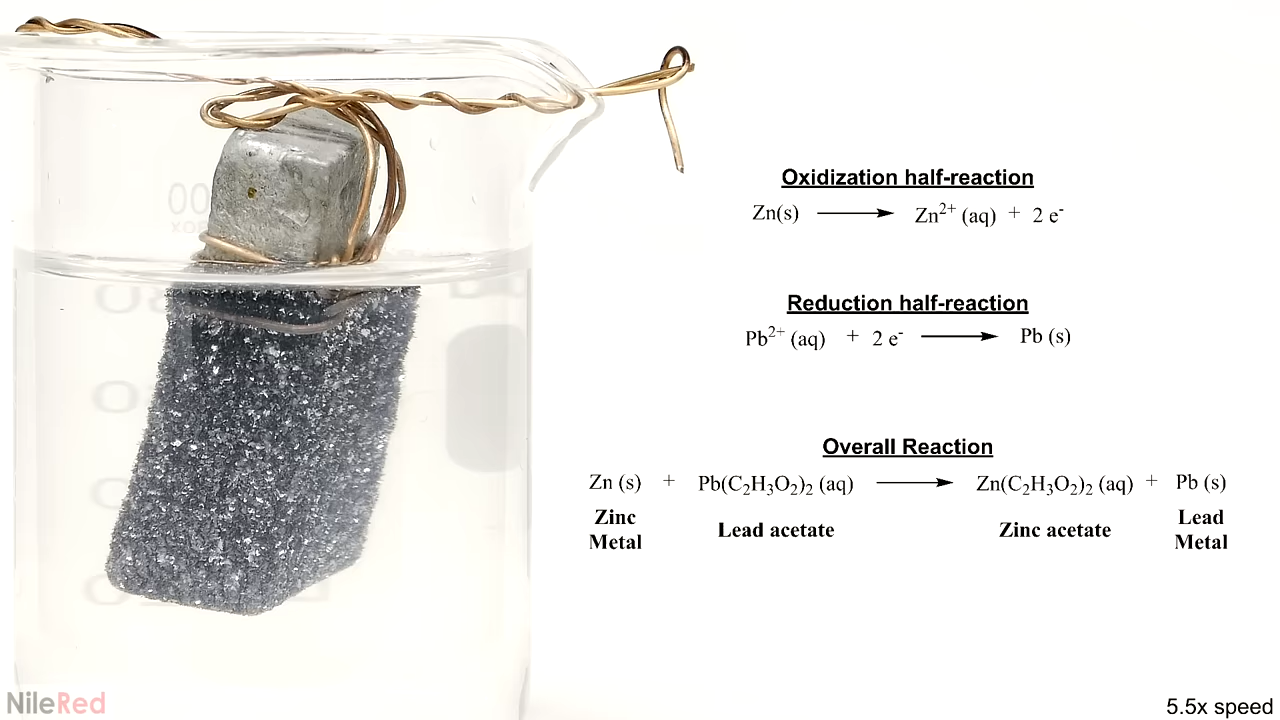 Oxidization half-reaction
Zn(s) ⟶ Zn²⁺ (aq) + 2 e⁻
Reduction half-reaction
Pb²⁺ (aq) + 2 e⁻ ⟶ Pb (s)
Overall Reaction
Zn (s) + Pb(C₂H₃O₂)₂ (aq) ⟶ Zn(C₂H₃O₂)₂ (aq) + Pb (s)
Zinc Metal Lead acetate Zinc acetate Lead Metal
NileRed
5.5x speed